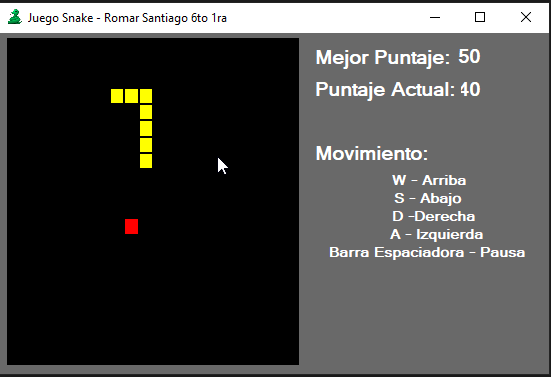 Juego Snake - Romar Santiago 6to 1ra
Mejor Puntaje: 50
Puntaje Actual: 40
Movimiento:
W - Arriba
S - Abajo
D -Derecha
A - Izquierda
Barra Espaciadora - Pausa